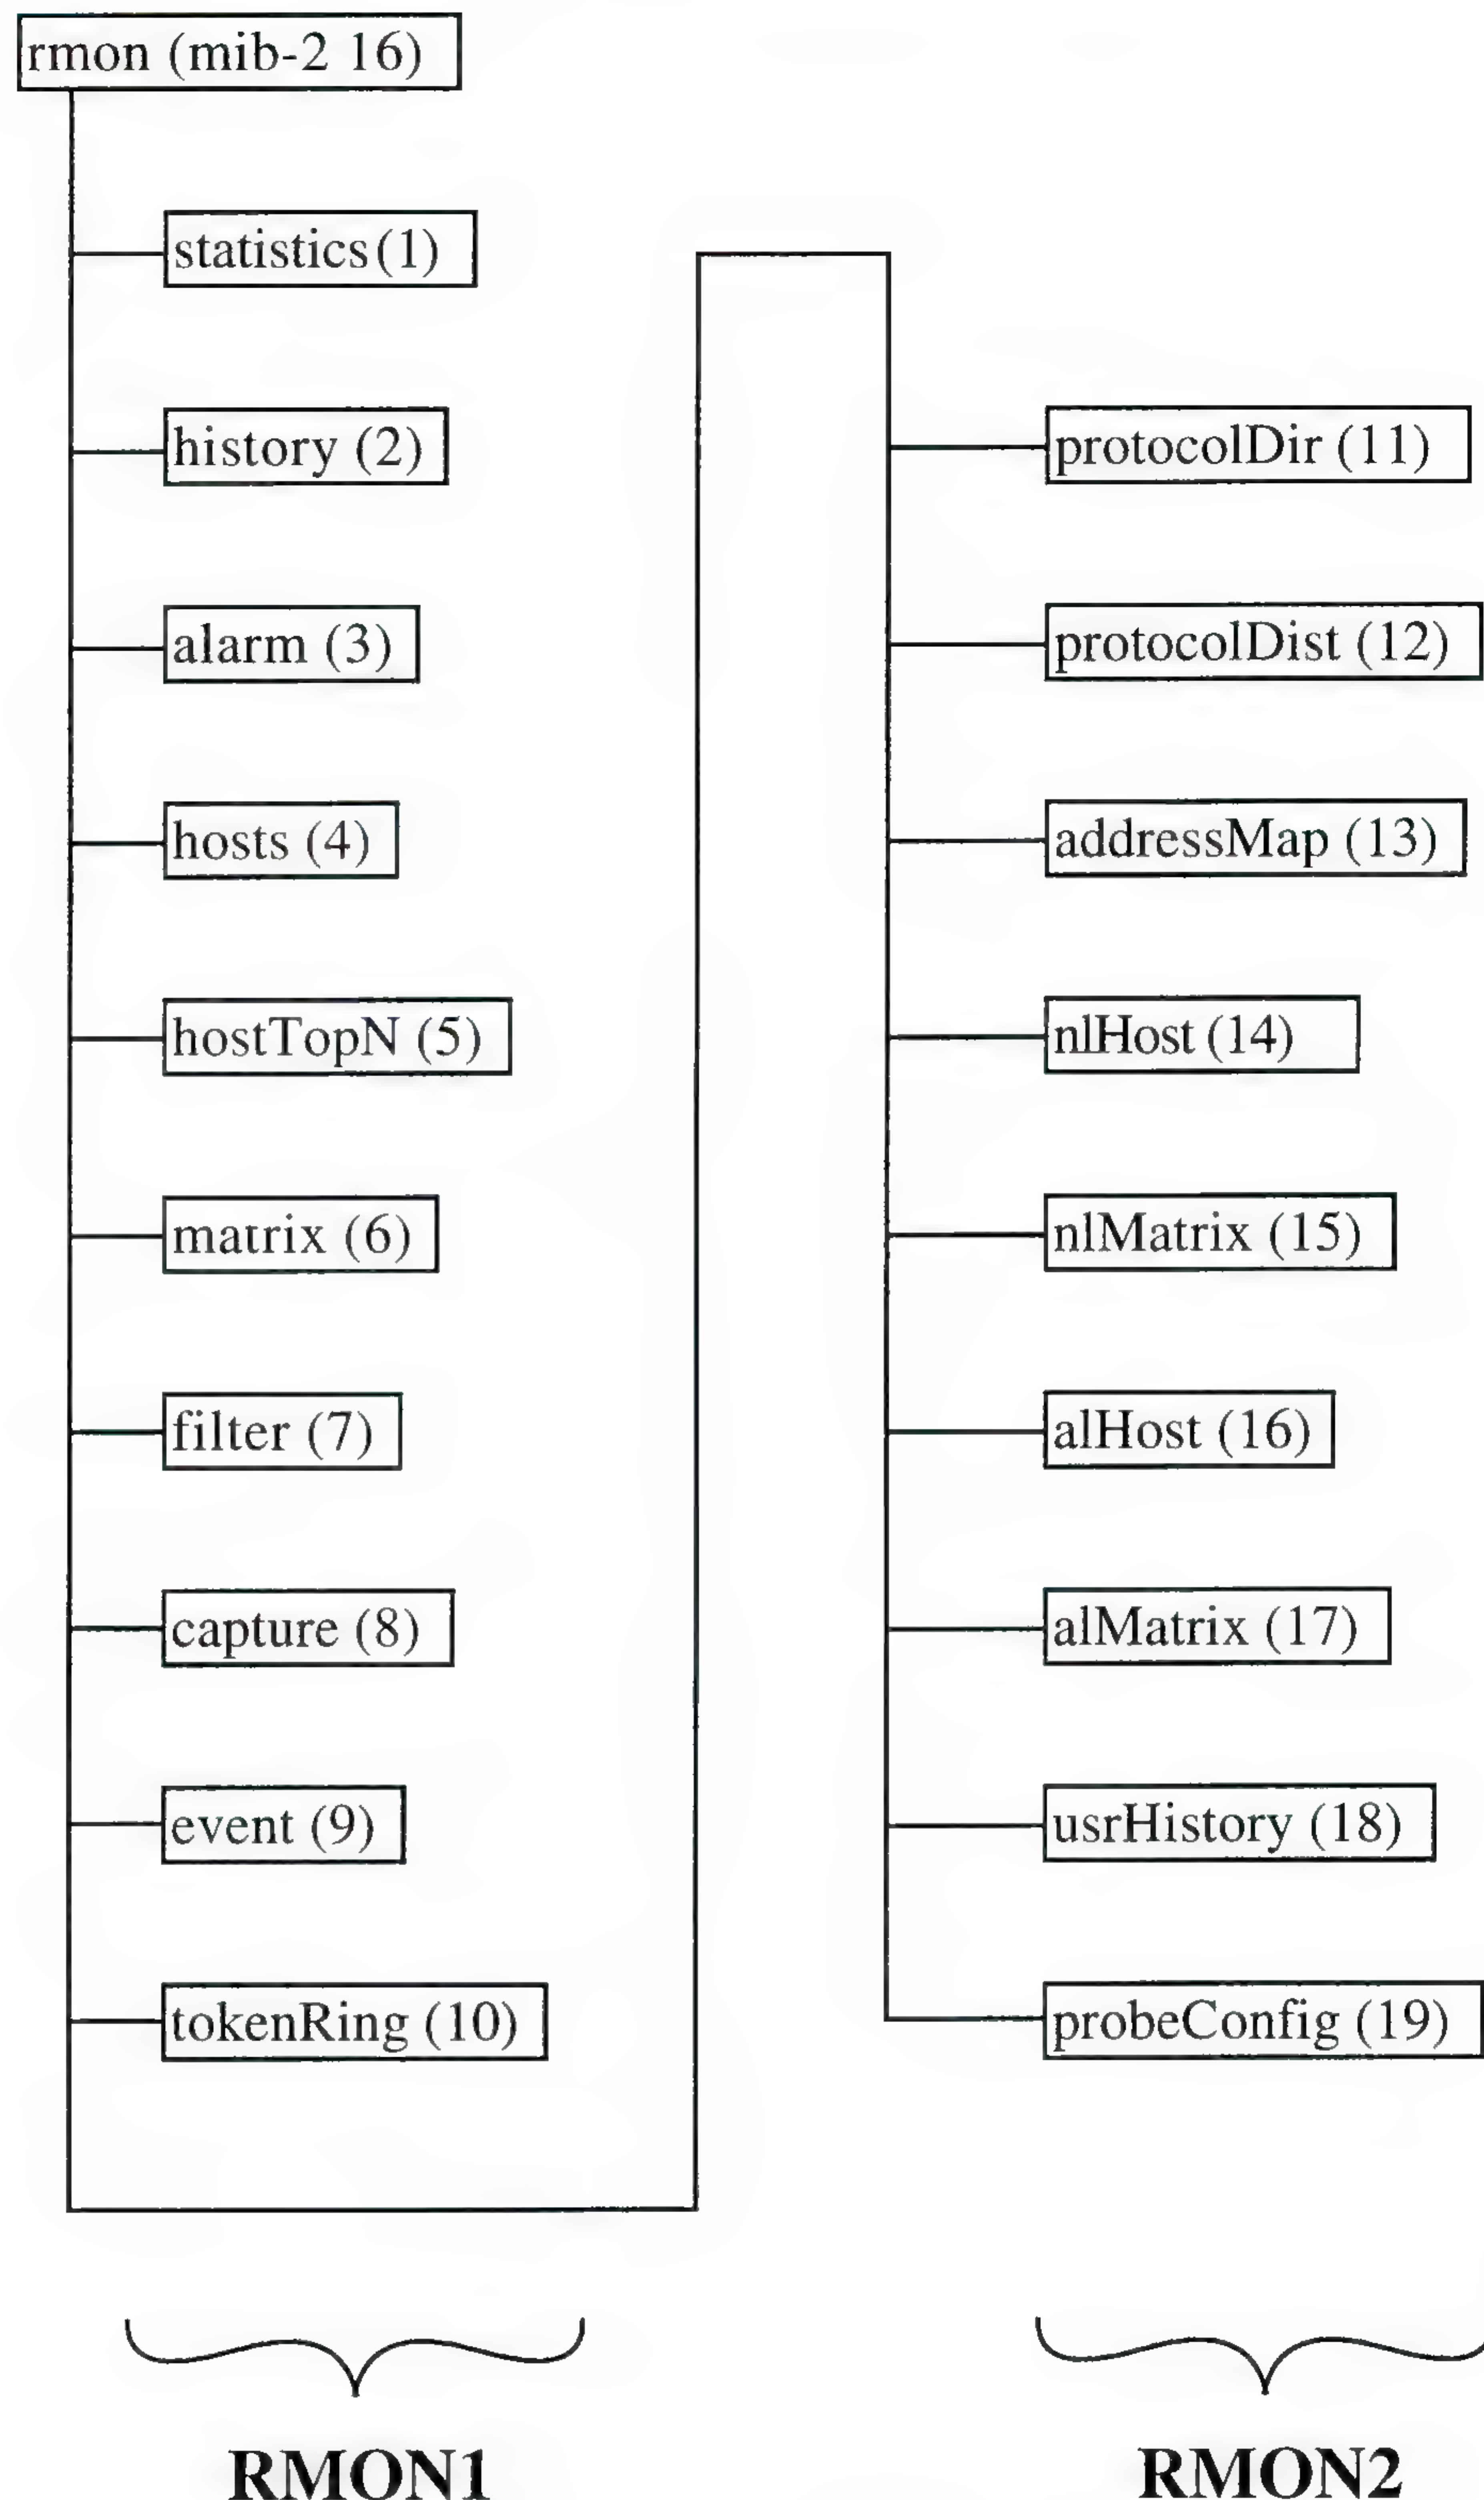 rmon (mib-2 16)
statistics (1)
history (2)
alarm (3)
hosts (4)
hostTopN (5)
matrix (6)
filter (7)
capture (8)
event (9)
tokenRing (10)
RMON1
protocolDir (11)
protocolDist (12)
addressMap (13)
nlHost (14)
nlMatrix (15)
alHost (16)
alMatrix (17)
usrHistory (18)
probeConfig (19)
RMON2